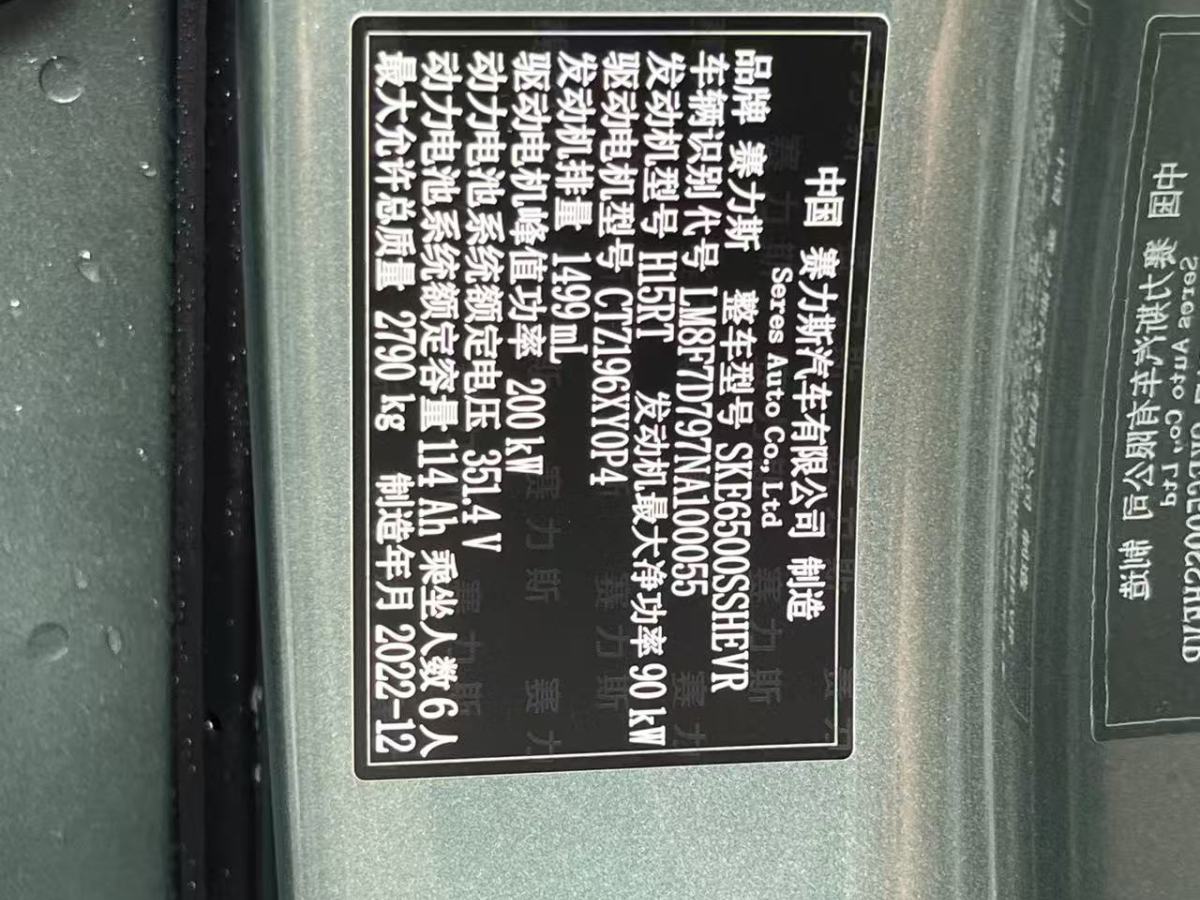 中国 赛力斯汽车有限公司 制造
Seres Auto Co., Ltd
品牌 赛力斯 整车型号 SKE6500SSHEVR
车辆识别代号 LM8F7D797NA100055
发动机型号 H15RT 发动机最大净功率 90 kW
驱动电机型号 CTZ196XY0P4
发动机排量 1499 mL
驱动电机峰值功率 200 kW
动力电池系统额定电压 351.4 V
动力电池系统额定容量 114 Ah 乘坐人数 6 人
最大允许总质量 2790 kg 制造年月 2022-12